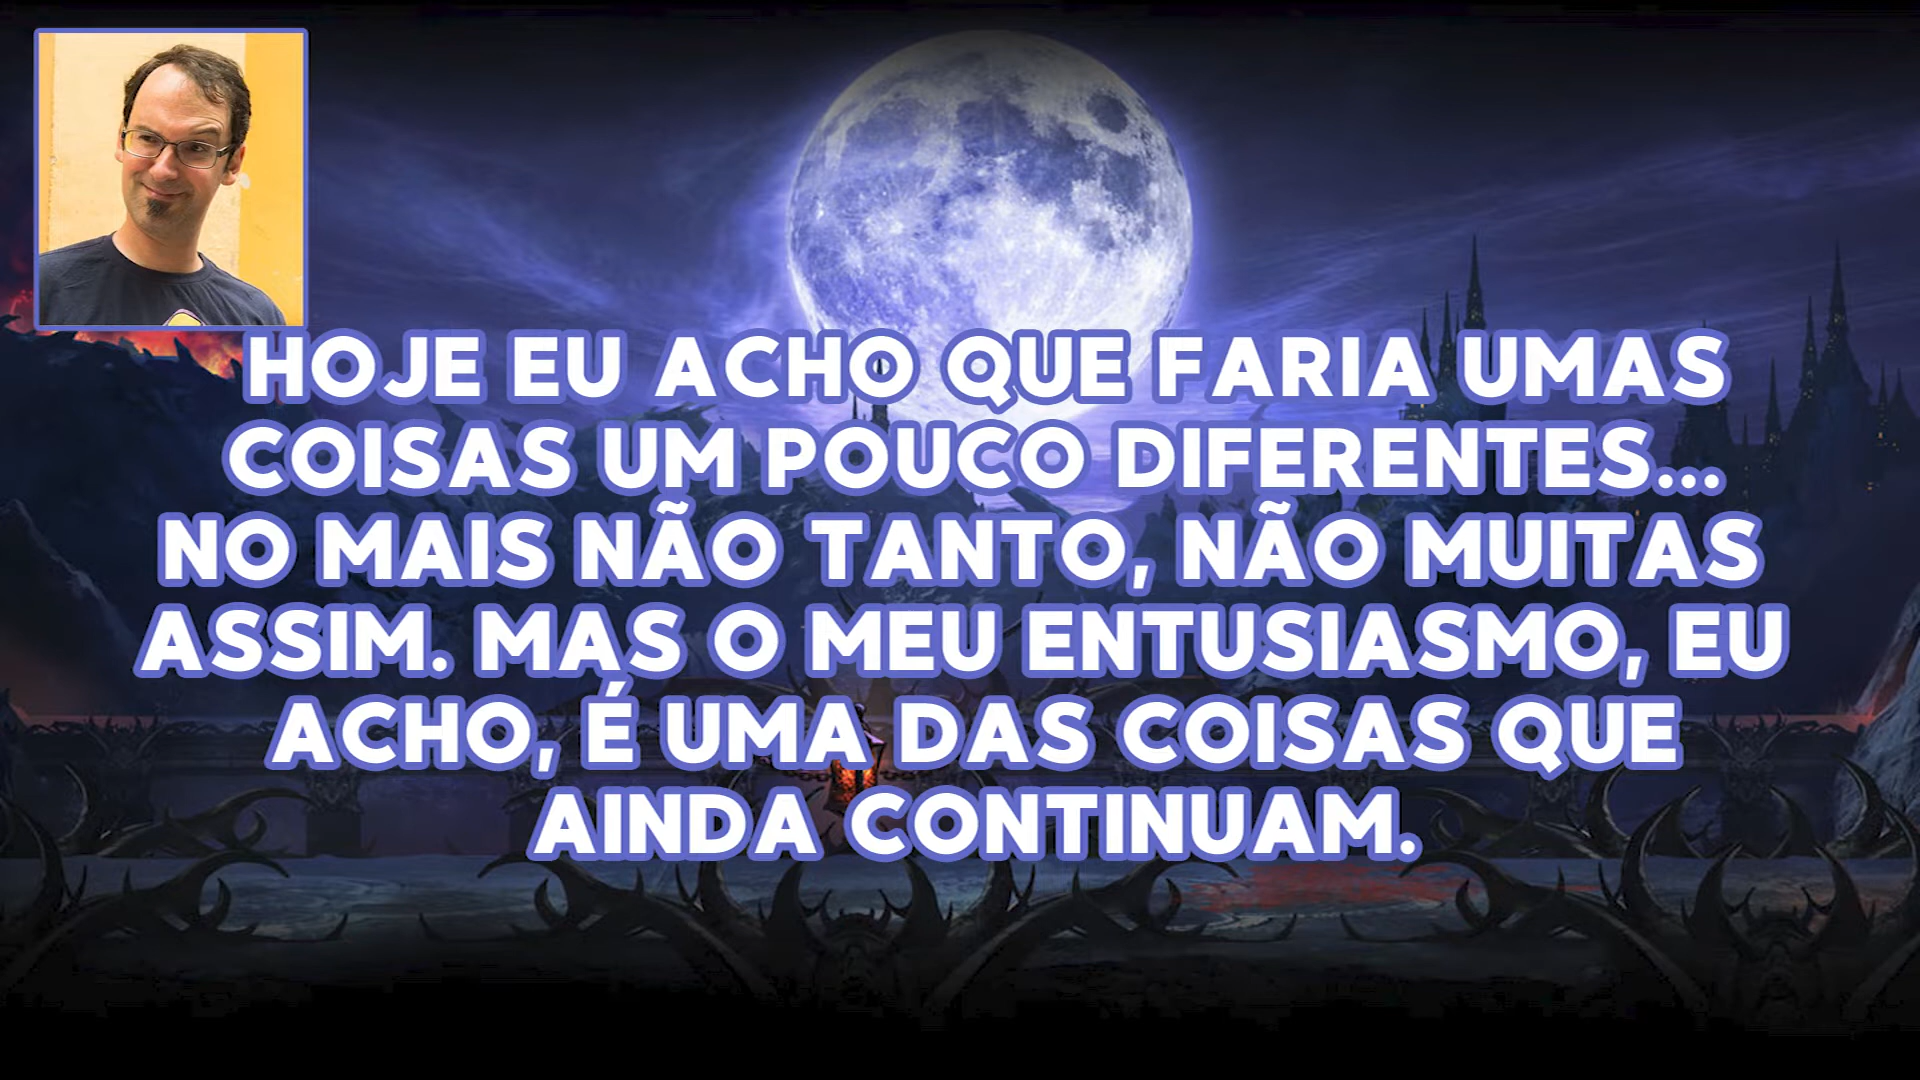 HOJE EU ACHO QUE FARIA UMAS
COISAS UM POUCO DIFERENTES...
NO MAIS NÃO TANTO, NÃO MUITAS
ASSIM. MAS O MEU ENTUSIASMO, EU
ACHO, É UMA DAS COISAS QUE
AINDA CONTINUAM.